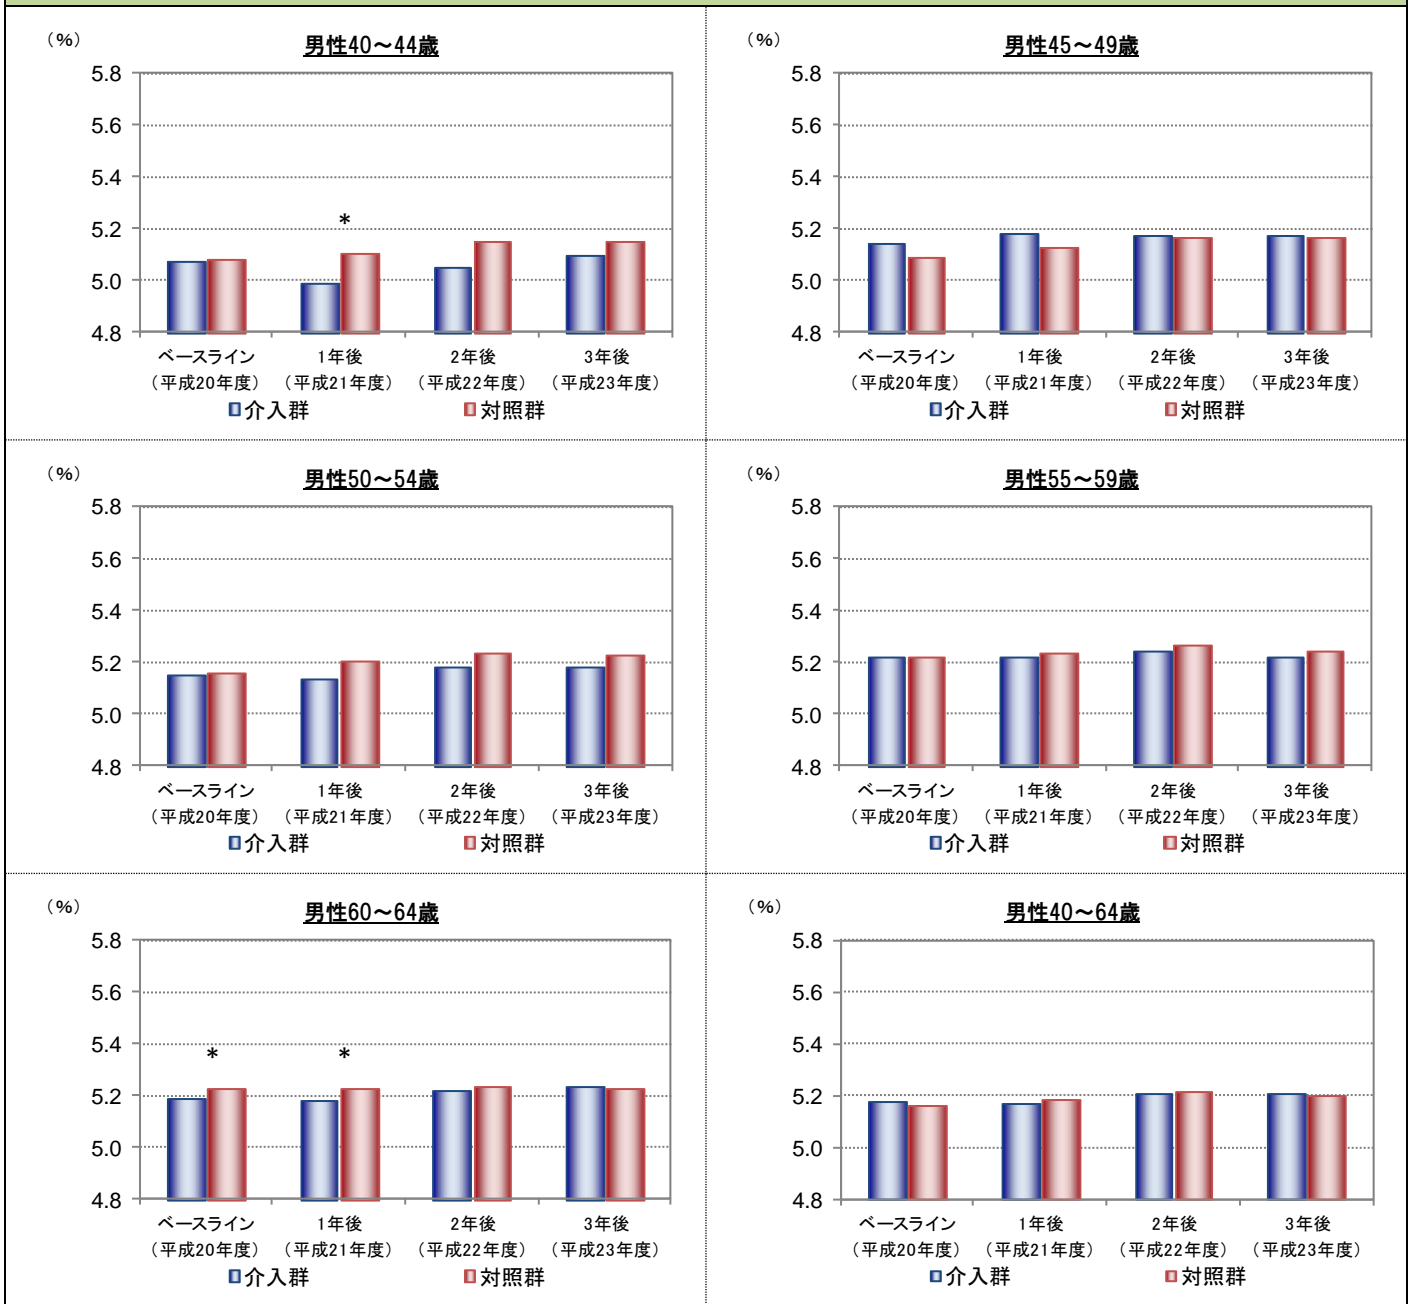 （%）
男性40～44歳
5.8
5.6
5.4
5.2
5.0
4.8
*
ベースライン 1年後 2年後 3年後
（平成20年度） （平成21年度） （平成22年度） （平成23年度）
介入群 対照群
（%）
男性45～49歳
5.8
5.6
5.4
5.2
5.0
4.8
ベースライン 1年後 2年後 3年後
（平成20年度） （平成21年度） （平成22年度） （平成23年度）
介入群 対照群
（%）
男性50～54歳
5.8
5.6
5.4
5.2
5.0
4.8
ベースライン 1年後 2年後 3年後
（平成20年度） （平成21年度） （平成22年度） （平成23年度）
介入群 対照群
（%）
男性55～59歳
5.8
5.6
5.4
5.2
5.0
4.8
ベースライン 1年後 2年後 3年後
（平成20年度） （平成21年度） （平成22年度） （平成23年度）
介入群 対照群
（%）
男性60～64歳
5.8
5.6
5.4
5.2
5.0
4.8
* *
ベースライン 1年後 2年後 3年後
（平成20年度） （平成21年度） （平成22年度） （平成23年度）
介入群 対照群
（%）
男性40～64歳
5.8
5.6
5.4
5.2
5.0
4.8
ベースライン 1年後 2年後 3年後
（平成20年度） （平成21年度） （平成22年度） （平成23年度）
介入群 対照群